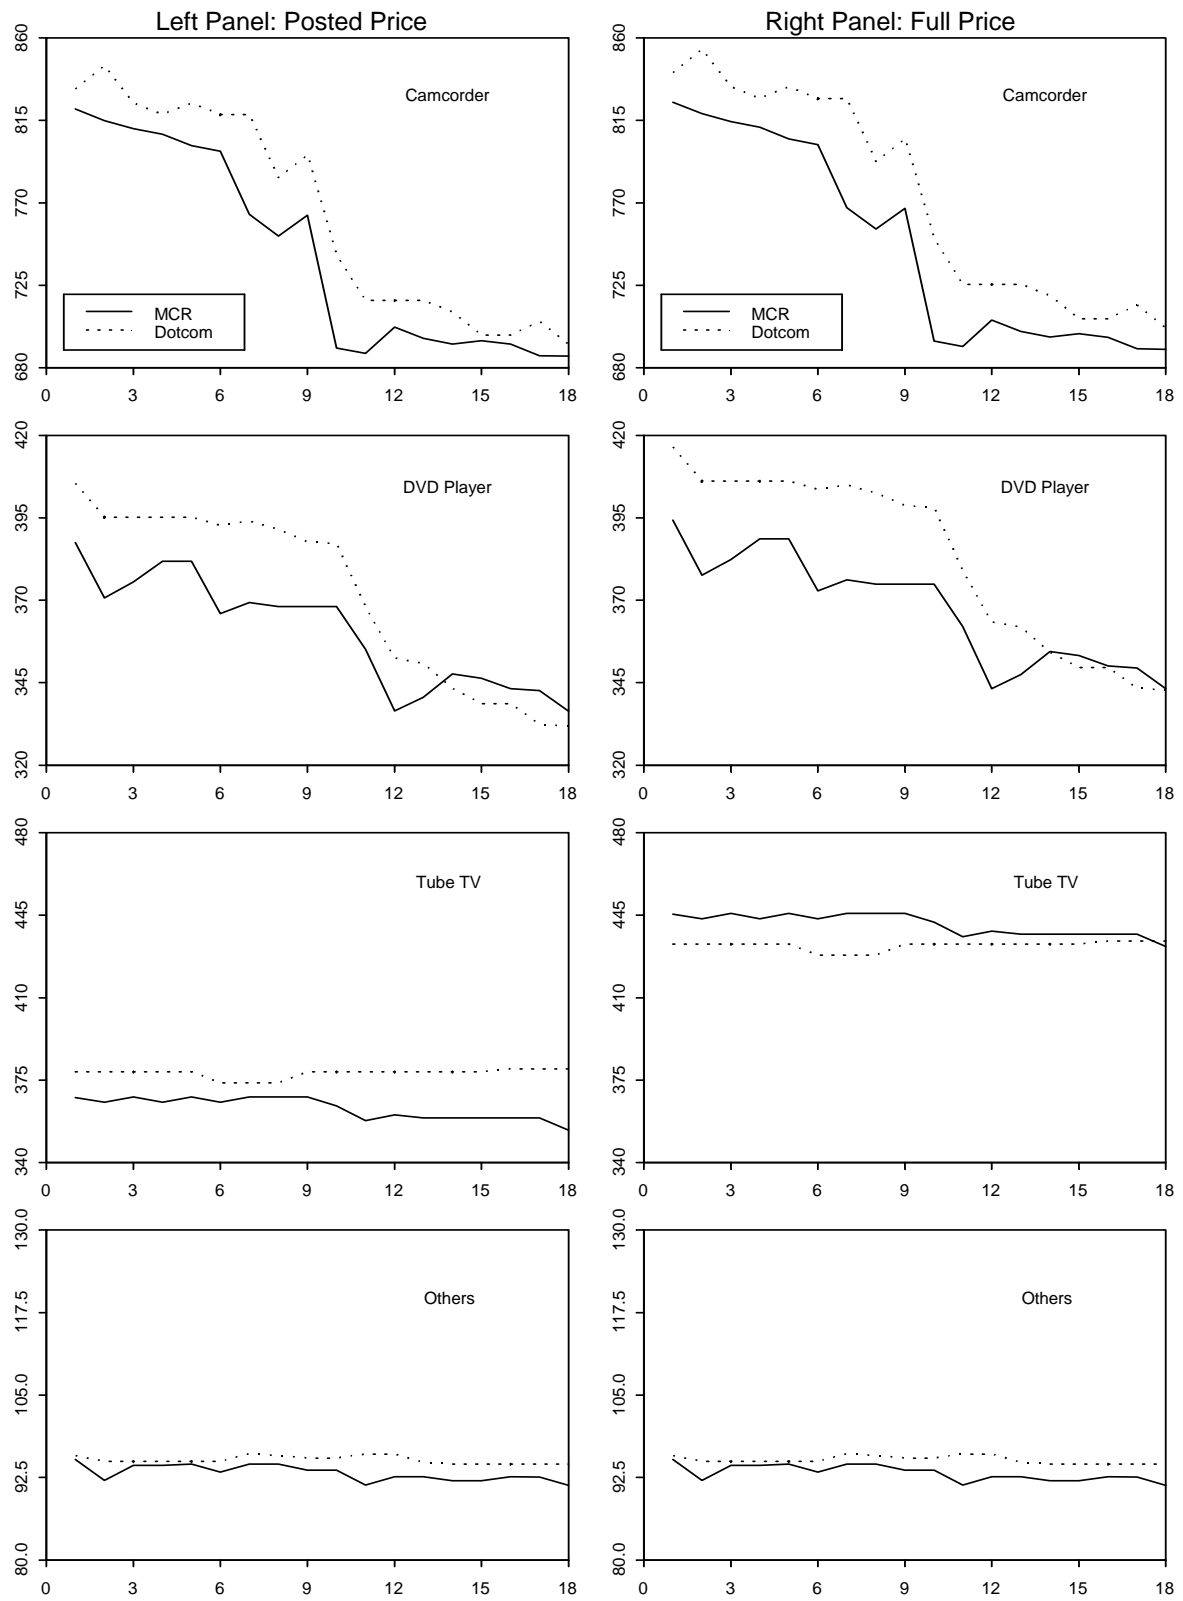 Left Panel: Posted Price
Right Panel: Full Price
860
815
770
725
680
Camcorder
MCR
Dotcom
0 3 6 9 12 15 18
860
815
770
725
680
Camcorder
MCR
Dotcom
0 3 6 9 12 15 18
420
395
370
345
320
DVD Player
0 3 6 9 12 15 18
420
395
370
345
320
DVD Player
0 3 6 9 12 15 18
480
445
410
375
340
Tube TV
0 3 6 9 12 15 18
480
445
410
375
340
Tube TV
0 3 6 9 12 15 18
130.0
117.5
105.0
92.5
80.0
Others
0 3 6 9 12 15 18
130.0
117.5
105.0
92.5
80.0
Others
0 3 6 9 12 15 18